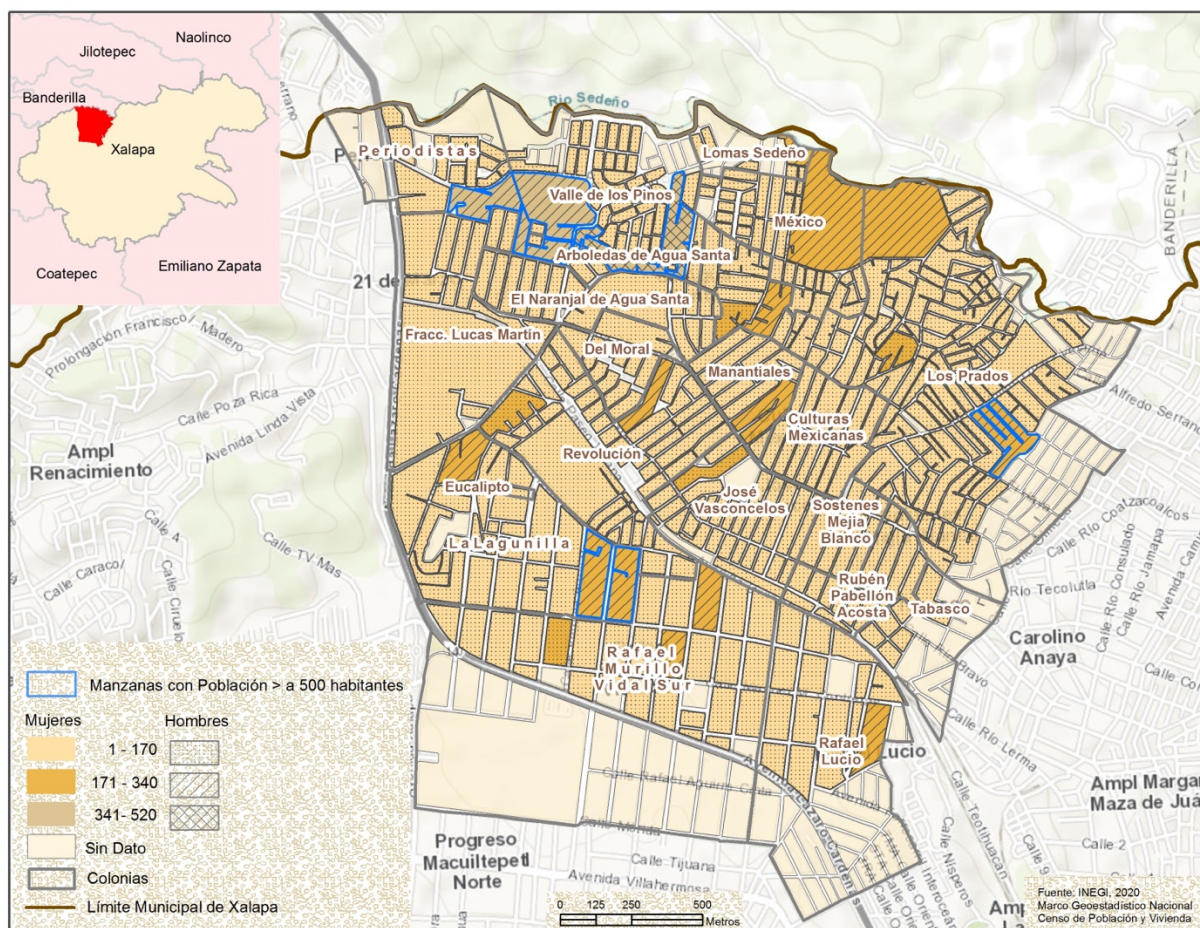 Naolinco
Jilotepec
Banderilla
Xalapa
Coatepec
Emiliano Zapata
Río Sedeño
Periodistas
Lomas Sedeño
Valle de los Pinos
México
BANDERILLA
Arboledas de Agua Santa
21 de
El Naranjal de Agua Santa
Prolongación Francisco
Madero
Fracc. Lucas Martín
Del Moral
Manantiales
Los Prados
Calle Poza Rica
Avenida Linda Vista
Alfredo Serrano
Culturas
Mexicanas
Ampl
Renacimiento
Revolución
Eucalipto
José
Vasconcelos
Sostenes
Mejia
Blanco
Calle Río Coatzacoalcos
Calle 4
Calle TV Mas
La Lagunilla
Calle Río Consulado
Calle Río Jamapa
Calle Caraco
Calle Ciruelo
Río Tecolutla
Rubén
Pabellón
Acosta
Tabasco
Carolino
Anaya
Rafael
Murillo
Vidal Sur
Calle Río Lerma
Rafael
Lucio
Lucio
Ampl Margar
Maza de Juá
Calle Teotihuacan
Calle Nísperos
Calle Mérida
Progreso
Macuiltepetl
Norte
Calle Tijuana
Avenida Villahermosa
Calle 2
Manzanas con Población > a 500 habitantes
Mujeres
Hombres
1 - 170
171 - 340
341- 520
Sin Dato
Colonias
Límite Municipal de Xalapa
0 125 250 500
Metros
Fuente: INEGI, 2020
Marco Geoestadístico Nacional
Censo de Población y Vivienda